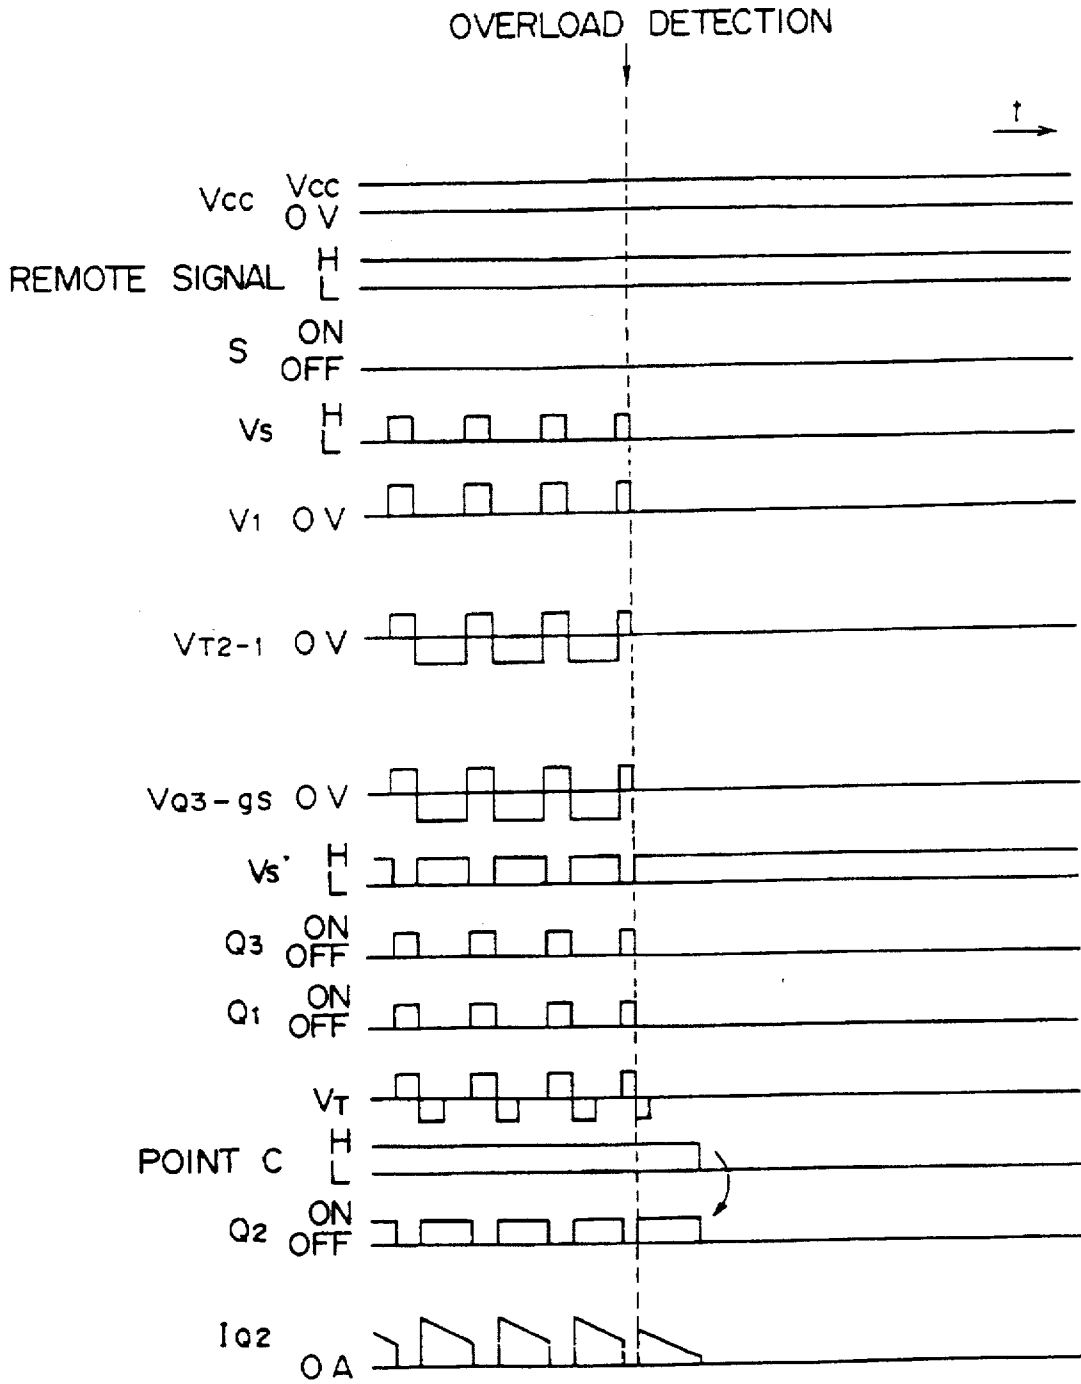 OVERLOAD DETECTION
t
Vcc Vcc
0 V
REMOTE SIGNAL H
L
S ON
OFF
Vs H
L
V1 0 V
VT2-1 0 V
VQ3-gs 0 V
Vs' H
L
Q3 ON
OFF
Q1 ON
OFF
VT
POINT C H
L
Q2 ON
OFF
IQ2
0 A